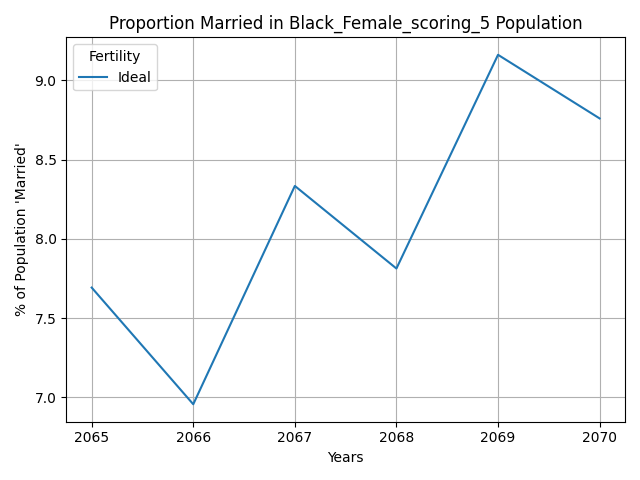 Proportion Married in Black_Female_scoring_5 Population
Fertility
Ideal
% of Population 'Married'
9.0
8.5
8.0
7.5
7.0
2065 2066 2067 2068 2069 2070
Years